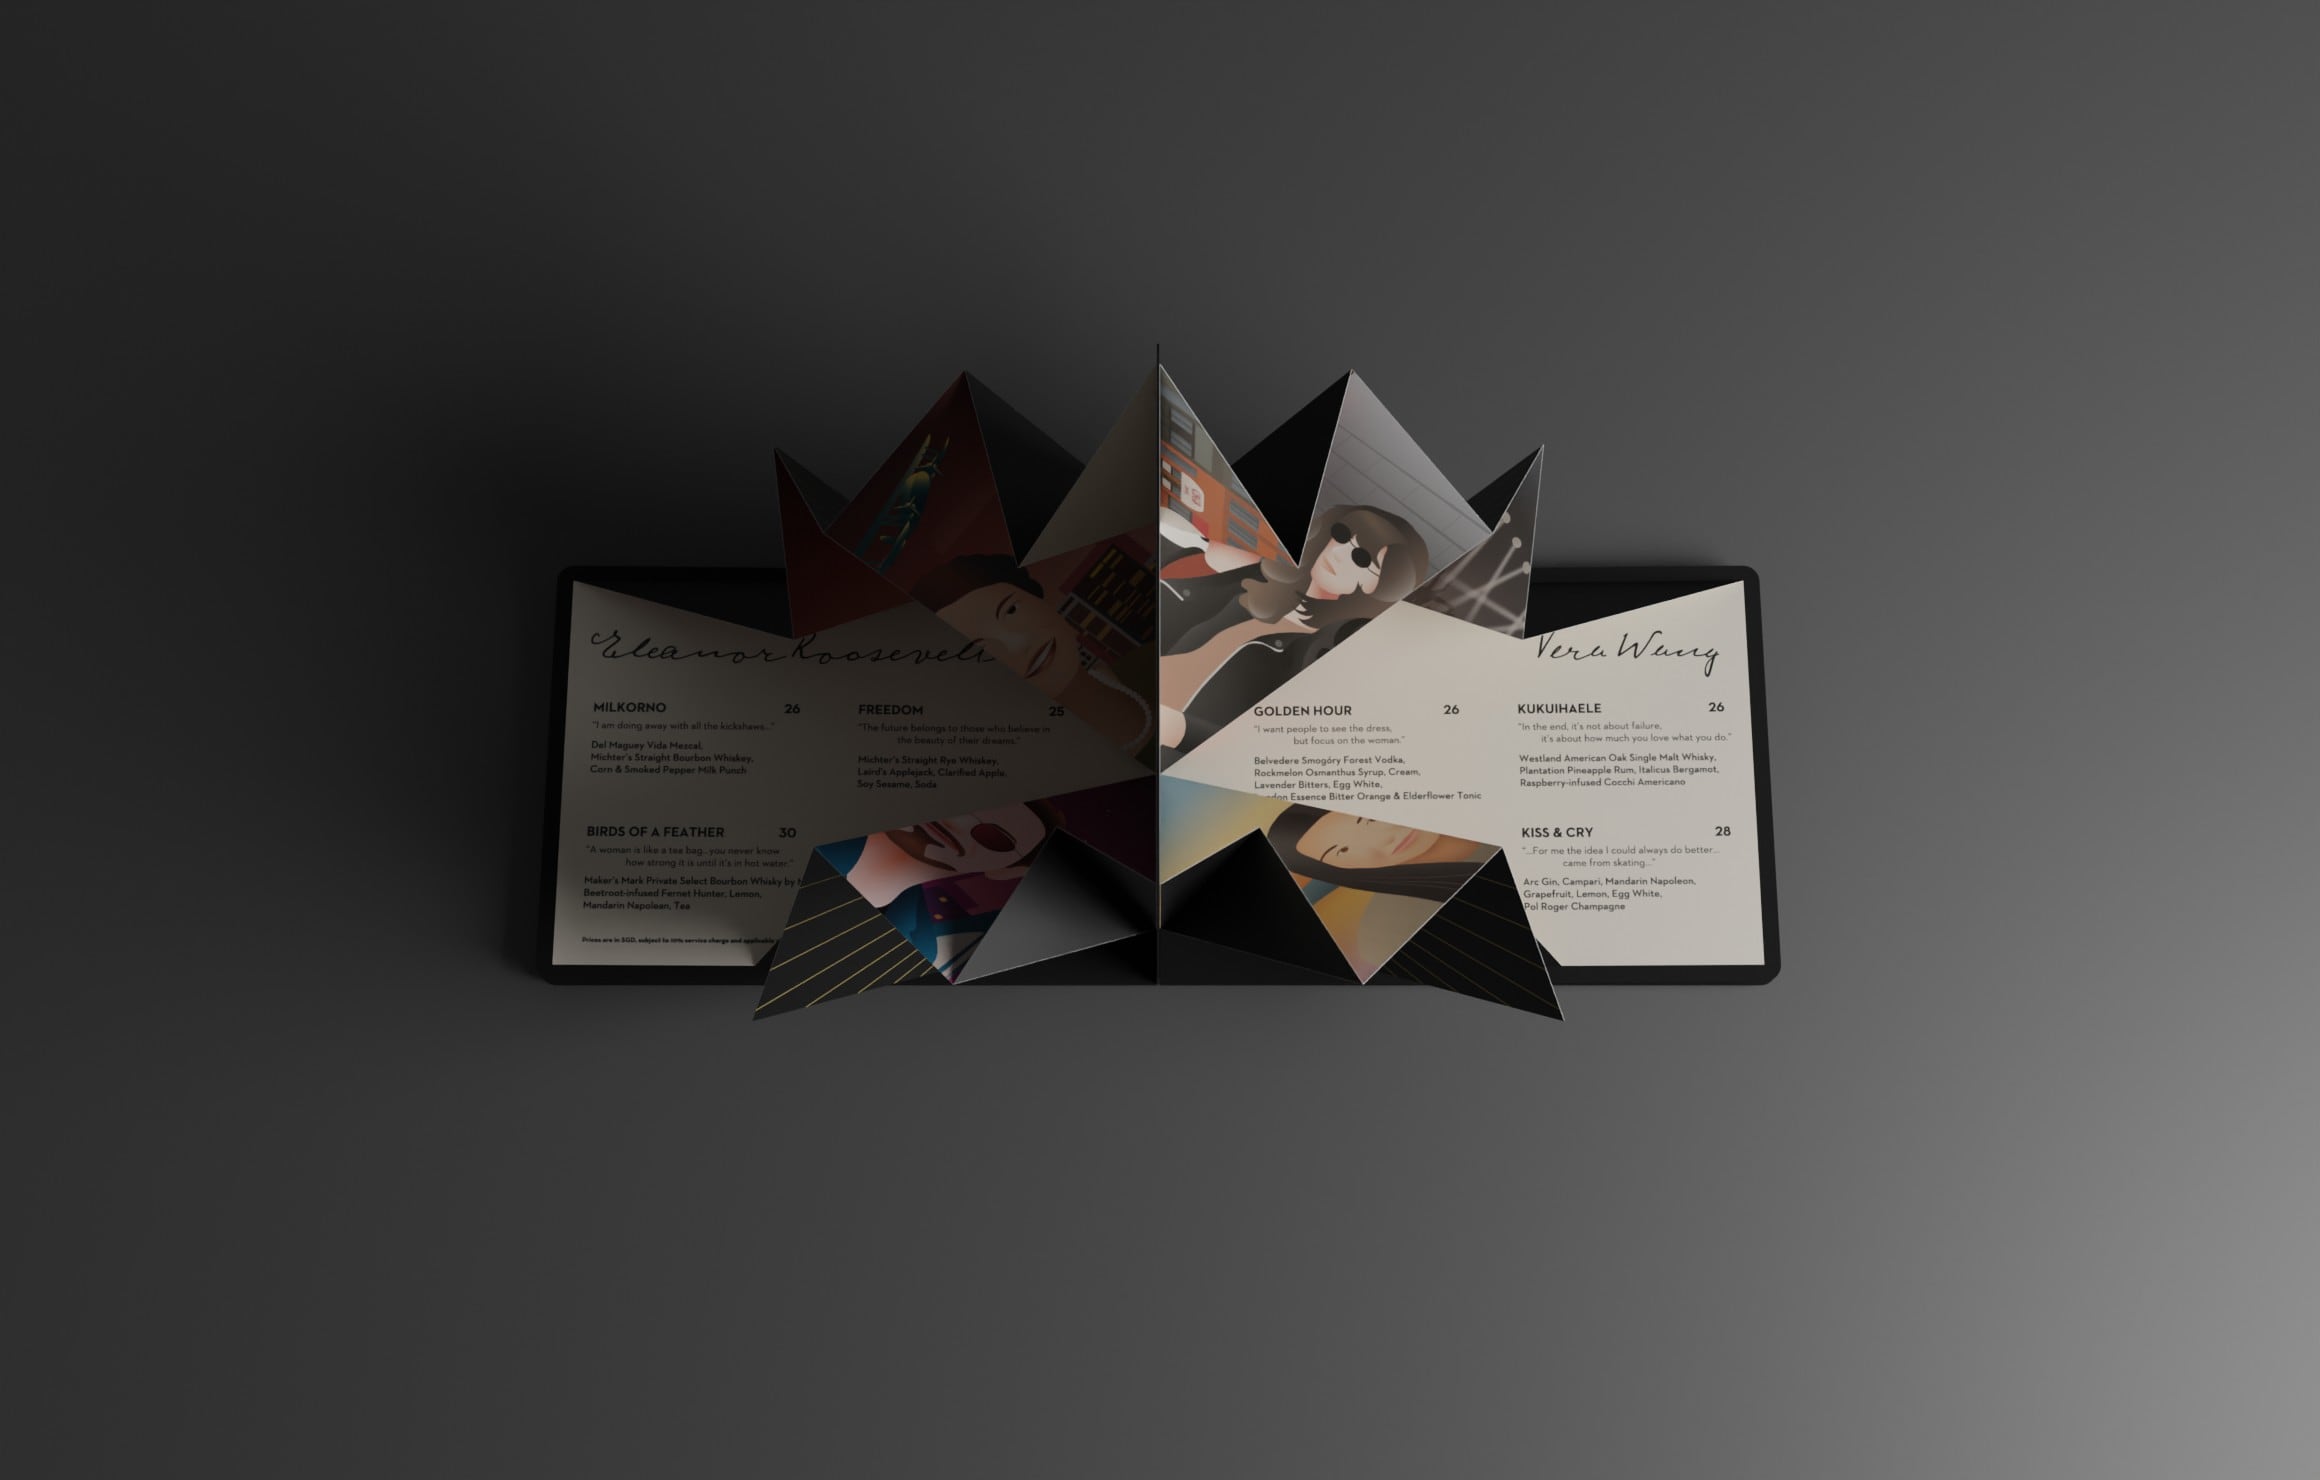 Eleanor Roosevelt
MILKORNO 26
"I am doing away with all the kickshaws..."
Del Maguey Vida Mezcal,
Michter's Straight Bourbon Whiskey,
Corn & Smoked Pepper Milk Punch
FREEDOM 25
"The future belongs to those who believe in
the beauty of their dreams."
Michter's Straight Rye Whiskey,
Laird's Applejack, Clarified Apple,
Soy Sesame, Soda
BIRDS OF A FEATHER 30
"A woman is like a tea bag...you never know
how strong it is until it's in hot water."
Maker's Mark Private Select Bourbon Whisky by
Beetroot-infused Fernet Hunter, Lemon,
Mandarin Napolean, Tea
Prices are in SGD, subject to 10% service charge and applicable
Vera Wang
GOLDEN HOUR 26
"I want people to see the dress,
but focus on the woman."
Belvedere Smogóry Forest Vodka,
Rockmelon Osmanthus Syrup, Cream,
Lavender Bitters, Egg White,
Essence Bitter Orange & Elderflower Tonic
KUKUIHAELE 26
"In the end, it's not about failure,
it's about how much you love what you do."
Westland American Oak Single Malt Whisky,
Plantation Pineapple Rum, Italicus Bergamot,
Raspberry-infused Cocchi Americano
KISS & CRY 28
"...For me the idea I could always do better...
came from skating..."
Arc Gin, Campari, Mandarin Napoleon,
Grapefruit, Lemon, Egg White,
Pol Roger Champagne